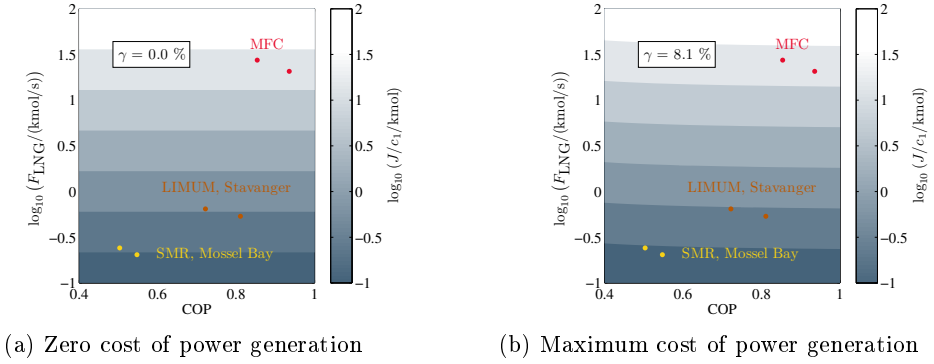 2
1.5
1
0.5
0
−0.5
−1
0.4
0.6
0.8
1
COP
log10 (FLNG/(kmol/s))
γ = 0.0 %
MFC
LIMUM, Stavanger
SMR, Mossel Bay
2
1.5
1
0.5
0
−0.5
−1
log10 (J/c1/kmol)
(a) Zero cost of power generation
2
1.5
1
0.5
0
−0.5
−1
0.4
0.6
0.8
1
COP
log10 (FLNG/(kmol/s))
γ = 8.1 %
MFC
LIMUM, Stavanger
SMR, Mossel Bay
2
1.5
1
0.5
0
−0.5
−1
log10 (J/c1/kmol)
(b) Maximum cost of power generation